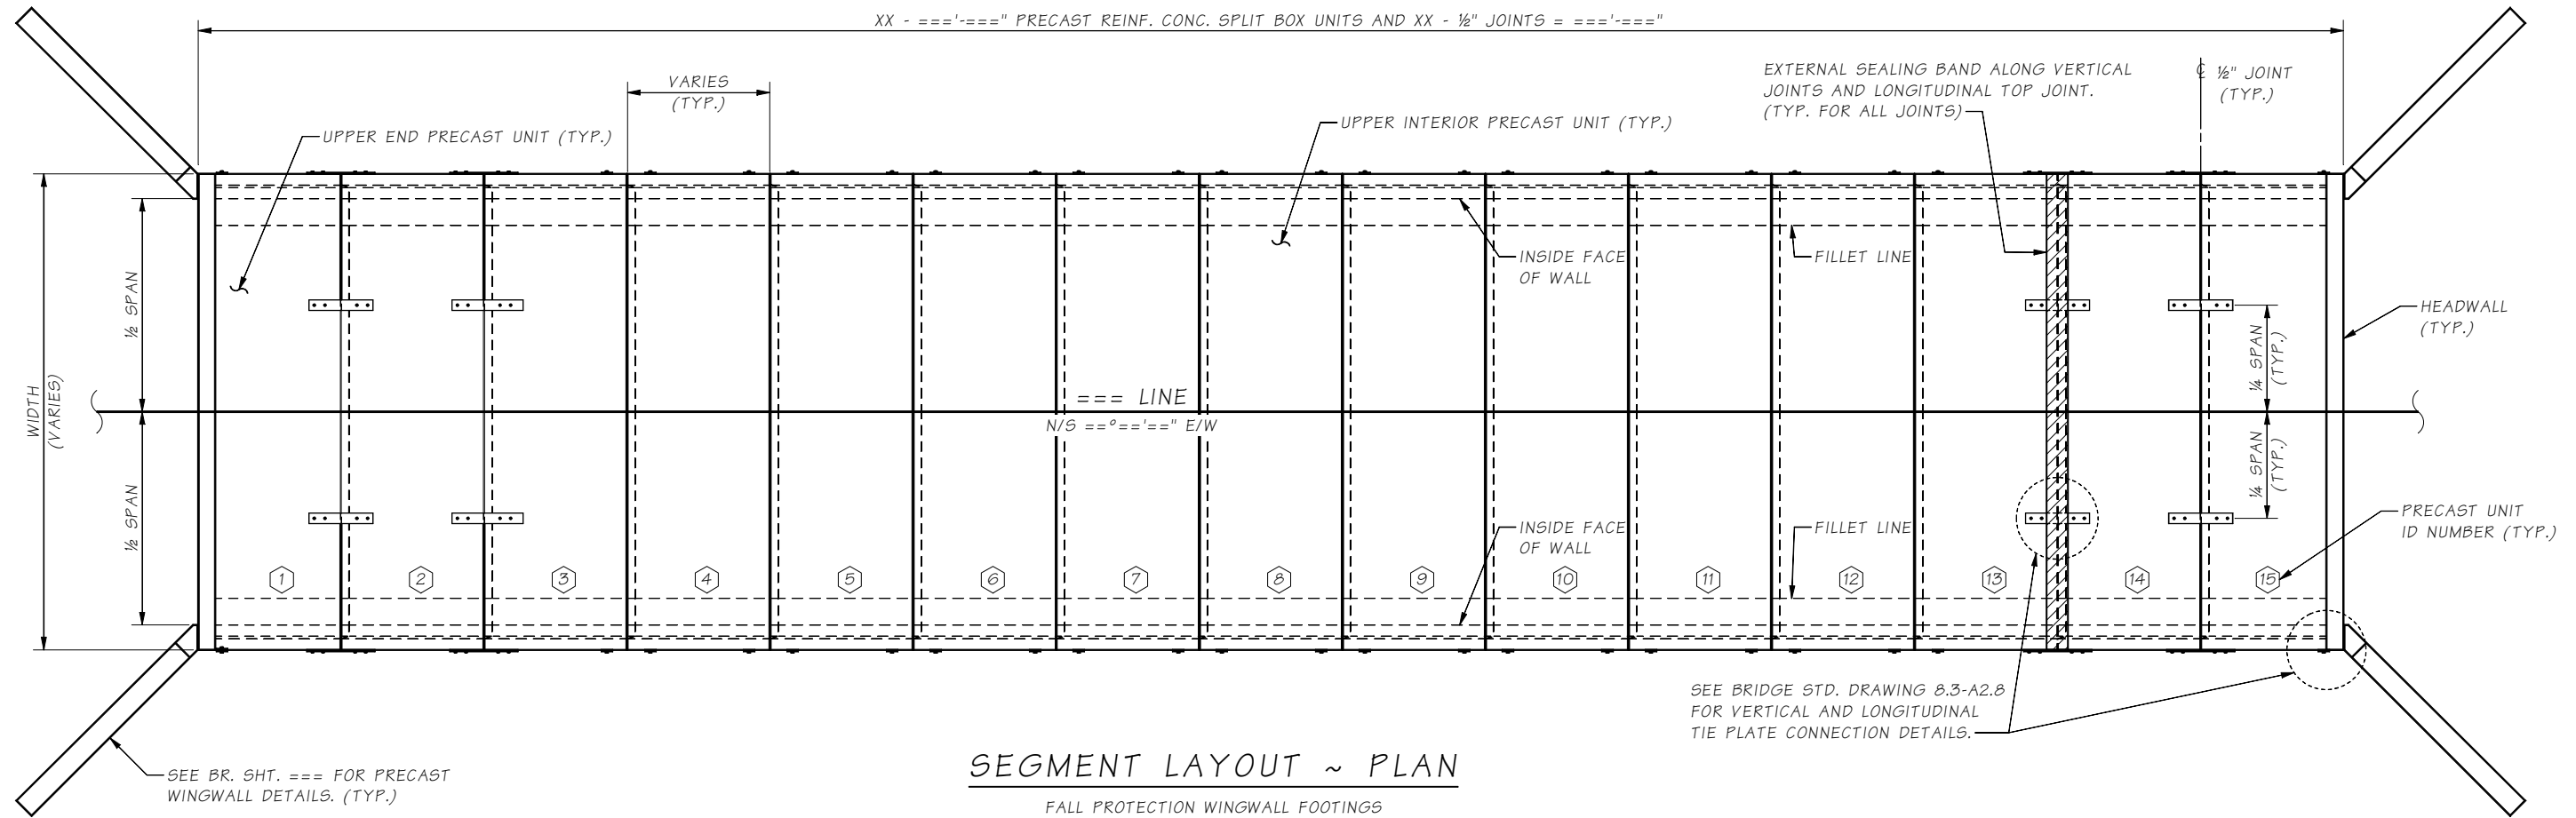 XX - ==='-===" PRECAST REINF. CONC. SPLIT BOX UNITS AND XX - ½" JOINTS = ==='-==="
VARIES
(TYP.)
EXTERNAL SEALING BAND ALONG VERTICAL
JOINTS AND LONGITUDINAL TOP JOINT.
(TYP. FOR ALL JOINTS)
℄ ½" JOINT
(TYP.)
UPPER END PRECAST UNIT (TYP.)
UPPER INTERIOR PRECAST UNIT (TYP.)
INSIDE FACE
OF WALL
FILLET LINE
HEADWALL
(TYP.)
½ SPAN
½ SPAN
WIDTH
(VARIES)
¼ SPAN
(TYP.)
¼ SPAN
(TYP.)
=== LINE
N/S ==°=='==" E/W
INSIDE FACE
OF WALL
FILLET LINE
PRECAST UNIT
ID NUMBER (TYP.)
1
2
3
4
5
6
7
8
9
10
11
12
13
14
15
SEE BRIDGE STD. DRAWING 8.3-A2.8
FOR VERTICAL AND LONGITUDINAL
TIE PLATE CONNECTION DETAILS.
SEE BR. SHT. === FOR PRECAST
WINGWALL DETAILS. (TYP.)
SEGMENT LAYOUT ~ PLAN
FALL PROTECTION WINGWALL FOOTINGS